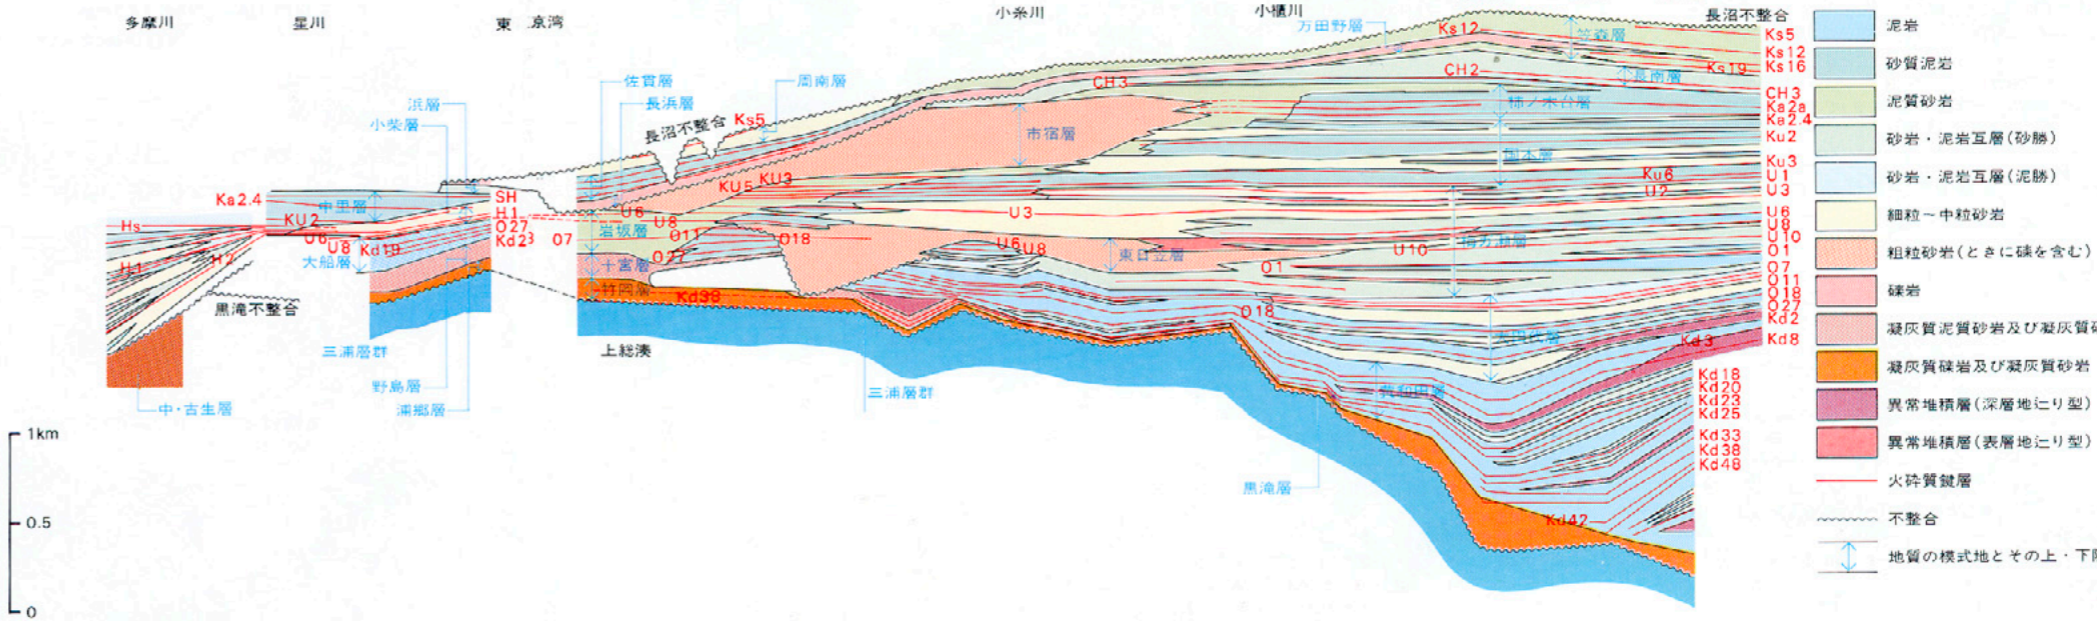 多摩川
星川
東京湾
小糸川
小櫃川
長沼不整合
万田野層
Ks12
笠森層
Ks5
Ks12
Ks16
Ks19
長南層
CH2
CH3
佐貫層
周南層
長浜層
浜層
小柴層
長沼不整合
Ks5
市宿層
柿ノ木台層
CH3
Ka2a
Ka2.4
Ku2
国本層
Ku3
Ku6
U1
U2
U3
KU3
KU5
Ka2.4
中里層
SH
H1
O27
Kd23
Hs
KU2
U6
U8
Kd19
大船層
H1
H2
O7
U6
岩坂層
U8
O11
O18
U3
U6
U8
東日笠層
U10
梅ガ瀬層
U6
U8
U10
O1
O7
O11
O18
O27
Kd2
Kd8
十宮層
O27
竹岡層
Kd38
O1
O18
大田代層
Kd3
黒滝不整合
三浦層群
上総湊
野島層
浦郷層
中・古生層
三浦層群
黄和田層
黒滝層
Kd42
Kd18
Kd20
Kd23
Kd25
Kd33
Kd38
Kd48
1km
0.5
0
泥岩
砂質泥岩
泥質砂岩
砂岩・泥岩互層(砂勝)
砂岩・泥岩互層(泥勝)
細粒～中粒砂岩
粗粒砂岩(ときに礫を含む)
礫岩
凝灰質泥質砂岩及び凝灰質
凝灰質礫岩及び凝灰質砂岩
異常堆積層(深層地辷り型)
異常堆積層(表層地辷り型)
火砕質鍵層
不整合
地質の模式地とその上・下